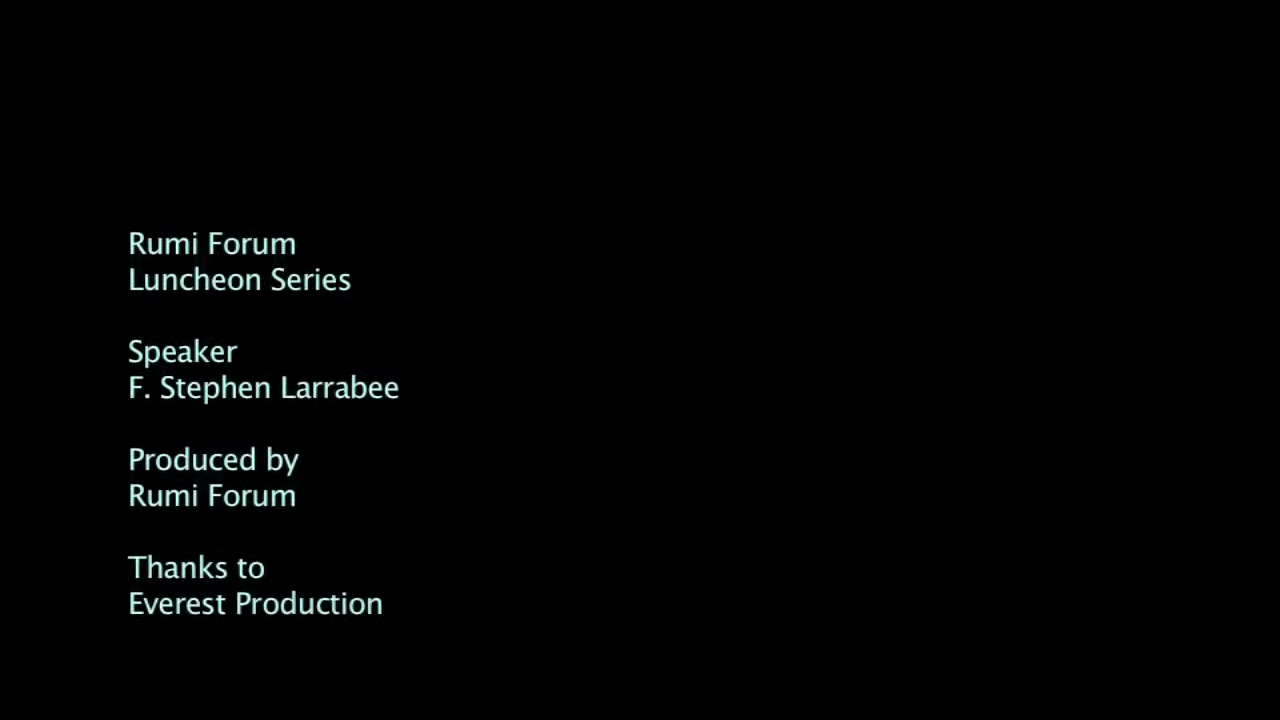 Rumi Forum
Luncheon Series
Speaker
F. Stephen Larrabee
Produced by
Rumi Forum
Thanks to
Everest Production